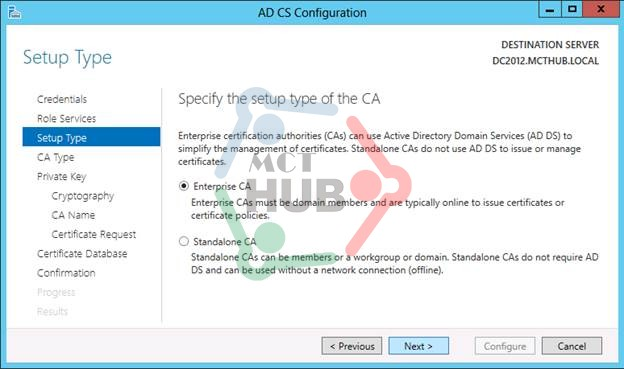 AD CS Configuration
DESTINATION SERVER
DC2012.MCTHUB.LOCAL
Setup Type
Credentials
Role Services
Setup Type
CA Type
Private Key
Cryptography
CA Name
Certificate Request
Certificate Database
Confirmation
Progress
Results
Specify the setup type of the CA
Enterprise certification authorities (CAs) can use Active Directory Domain Services (AD DS) to
simplify the management of certificates. Standalone CAs do not use AD DS to issue or manage
certificates.
MCT
HUB
Enterprise CA
Enterprise CAs must be domain members and are typically online to issue certificates or
certificate policies.
Standalone CA
Standalone CAs can be members or a workgroup or domain. Standalone CAs do not require AD
DS and can be used without a network connection (offline).
< Previous
Next >
Configure
Cancel